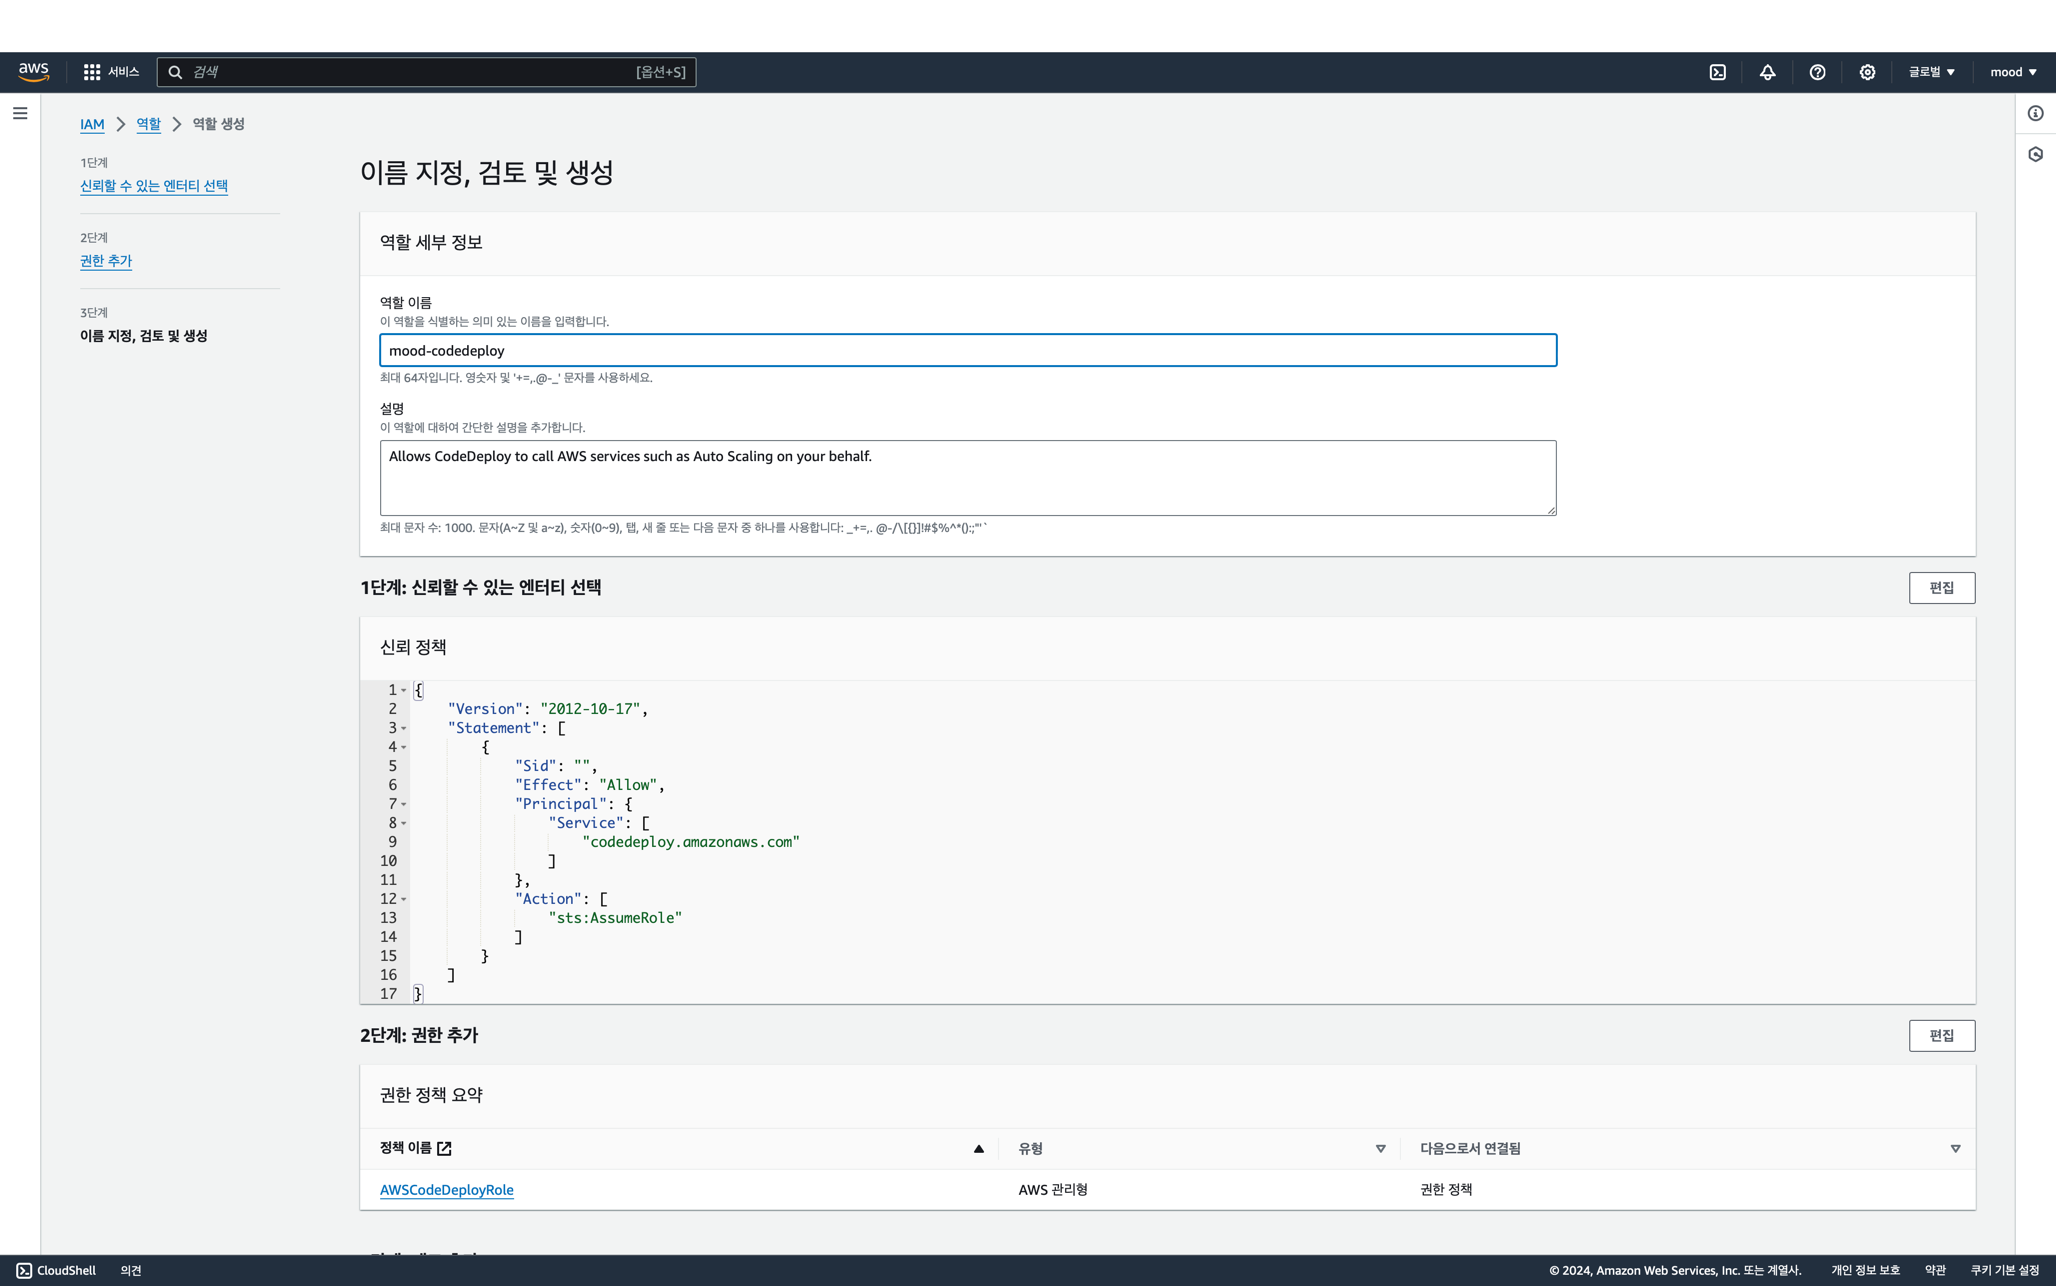 aws
서비스
검색
[옵션+S]
글로벌
mood
IAM
역할
역할 생성
1단계
신뢰할 수 있는 엔터티 선택
2단계
권한 추가
3단계
이름 지정, 검토 및 생성
이름 지정, 검토 및 생성
역할 세부 정보
역할 이름
이 역할을 식별하는 의미 있는 이름을 입력합니다.
mood-codedeploy
최대 64자입니다. 영숫자 및 '+=,.@-_' 문자를 사용하세요.
설명
이 역할에 대하여 간단한 설명을 추가합니다.
Allows CodeDeploy to call AWS services such as Auto Scaling on your behalf.
최대 문자 수: 1000. 문자(A~Z 및 a~z), 숫자(0~9), 탭, 새 줄 또는 다음 문자 중 하나를 사용합니다: _+=,. @-/\[{}]!#$%^*();:"'`
1단계: 신뢰할 수 있는 엔터티 선택
편집
신뢰 정책
1 {
2 "Version": "2012-10-17",
3 "Statement": [
4 {
5 "Sid": "",
6 "Effect": "Allow",
7 "Principal": {
8 "Service": [
9 "codedeploy.amazonaws.com"
10 ]
11 },
12 "Action": [
13 "sts:AssumeRole"
14 ]
15 }
16 ]
17 }
2단계: 권한 추가
편집
권한 정책 요약
정책 이름
유형
다음으로서 연결됨
AWSCodeDeployRole
AWS 관리형
권한 정책
CloudShell
의견
© 2024, Amazon Web Services, Inc. 또는 계열사.
개인 정보 보호
약관
쿠키 기본 설정